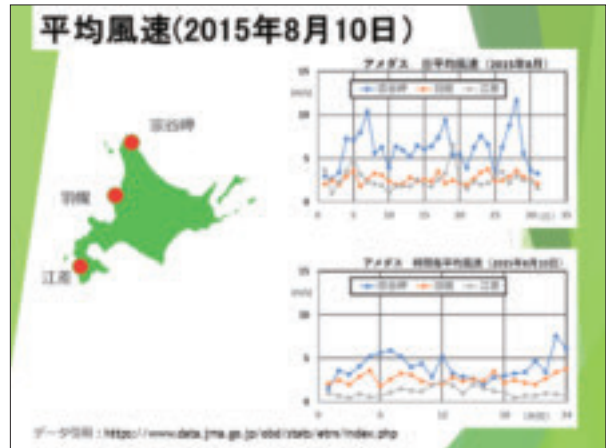 平均風速(2015年8月10日)
アメダス 日平均風速(2015年8月)
15
(m/s)
宗谷岬 羽幌 江差
10
5
0
0 5 10 15 20 25 30 (日) 35
宗谷岬
羽幌
江差
アメダス 時間毎平均風速(2015年8月10日)
15
(m/s)
宗谷岬 羽幌 江差
10
5
0
0 6 12 18 (時間) 24
データ引用:https://www.data.jma.go.jp/obd/stats/etrn/index.php